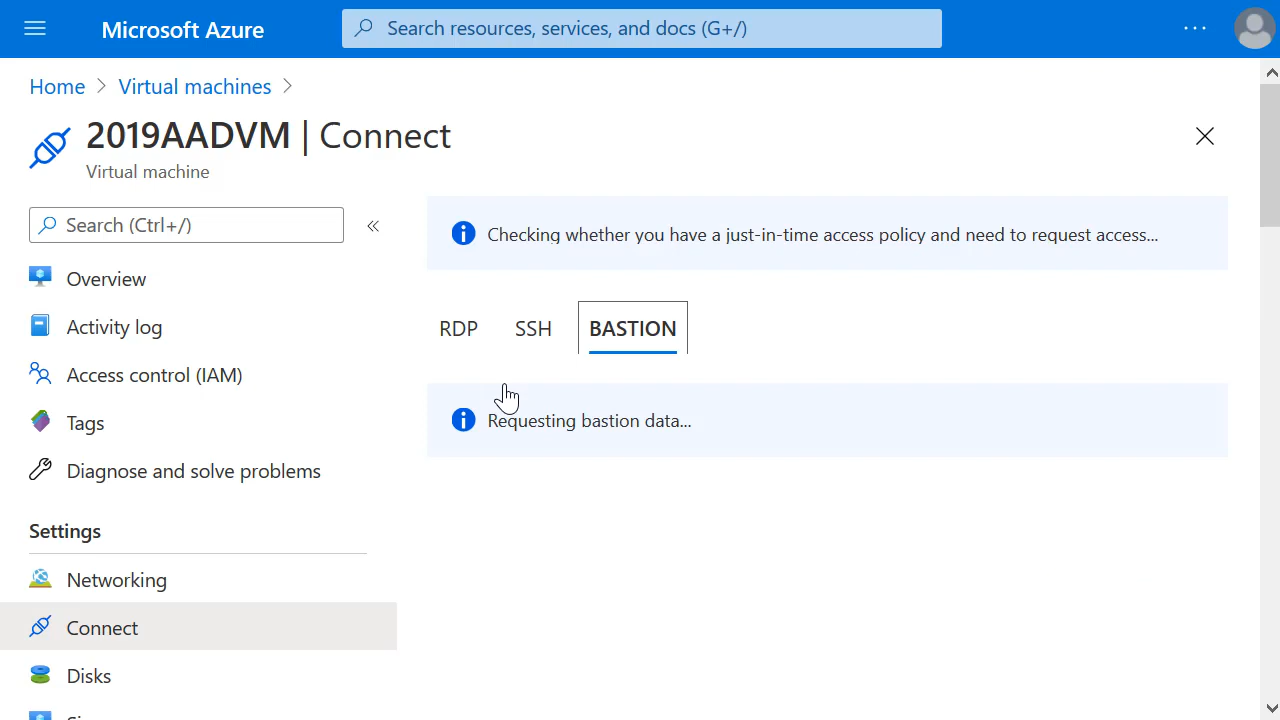 Microsoft Azure
Search resources, services, and docs (G+/)
Home
Virtual machines
2019AADVM | Connect
Virtual machine
Search (Ctrl+/)
«
Overview
Activity log
Access control (IAM)
Tags
Diagnose and solve problems
Settings
Networking
Connect
Disks
Checking whether you have a just-in-time access policy and need to request access...
RDP
SSH
BASTION
Requesting bastion data...